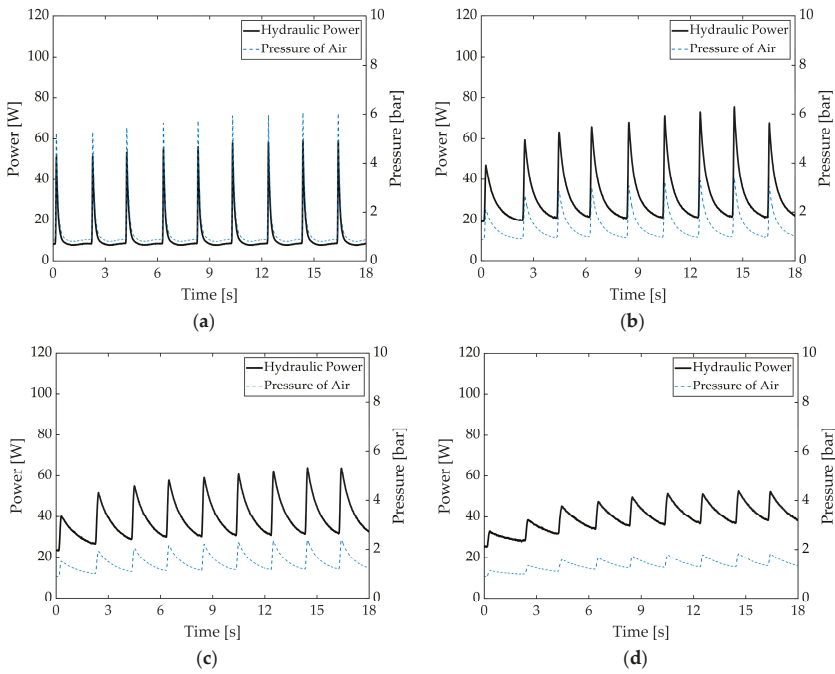 120 100 80 60 40 20 0
Power [W]
Hydraulic Power
Pressure of Air
10 8 6 4 2 0
Pressure [bar]
0 3 6 9 12 15 18
Time [s]
(a)
120 100 80 60 40 20 0
Power [W]
Hydraulic Power
Pressure of Air
10 8 6 4 2 0
Pressure [bar]
0 3 6 9 12 15 18
Time [s]
(b)
120 100 80 60 40 20 0
Power [W]
Hydraulic Power
Pressure of Air
10 8 6 4 2 0
Pressure [bar]
0 3 6 9 12 15 18
Time [s]
(c)
120 100 80 60 40 20 0
Power [W]
Hydraulic Power
Pressure of Air
10 8 6 4 2 0
Pressure [bar]
0 3 6 9 12 15 18
Time [s]
(d)